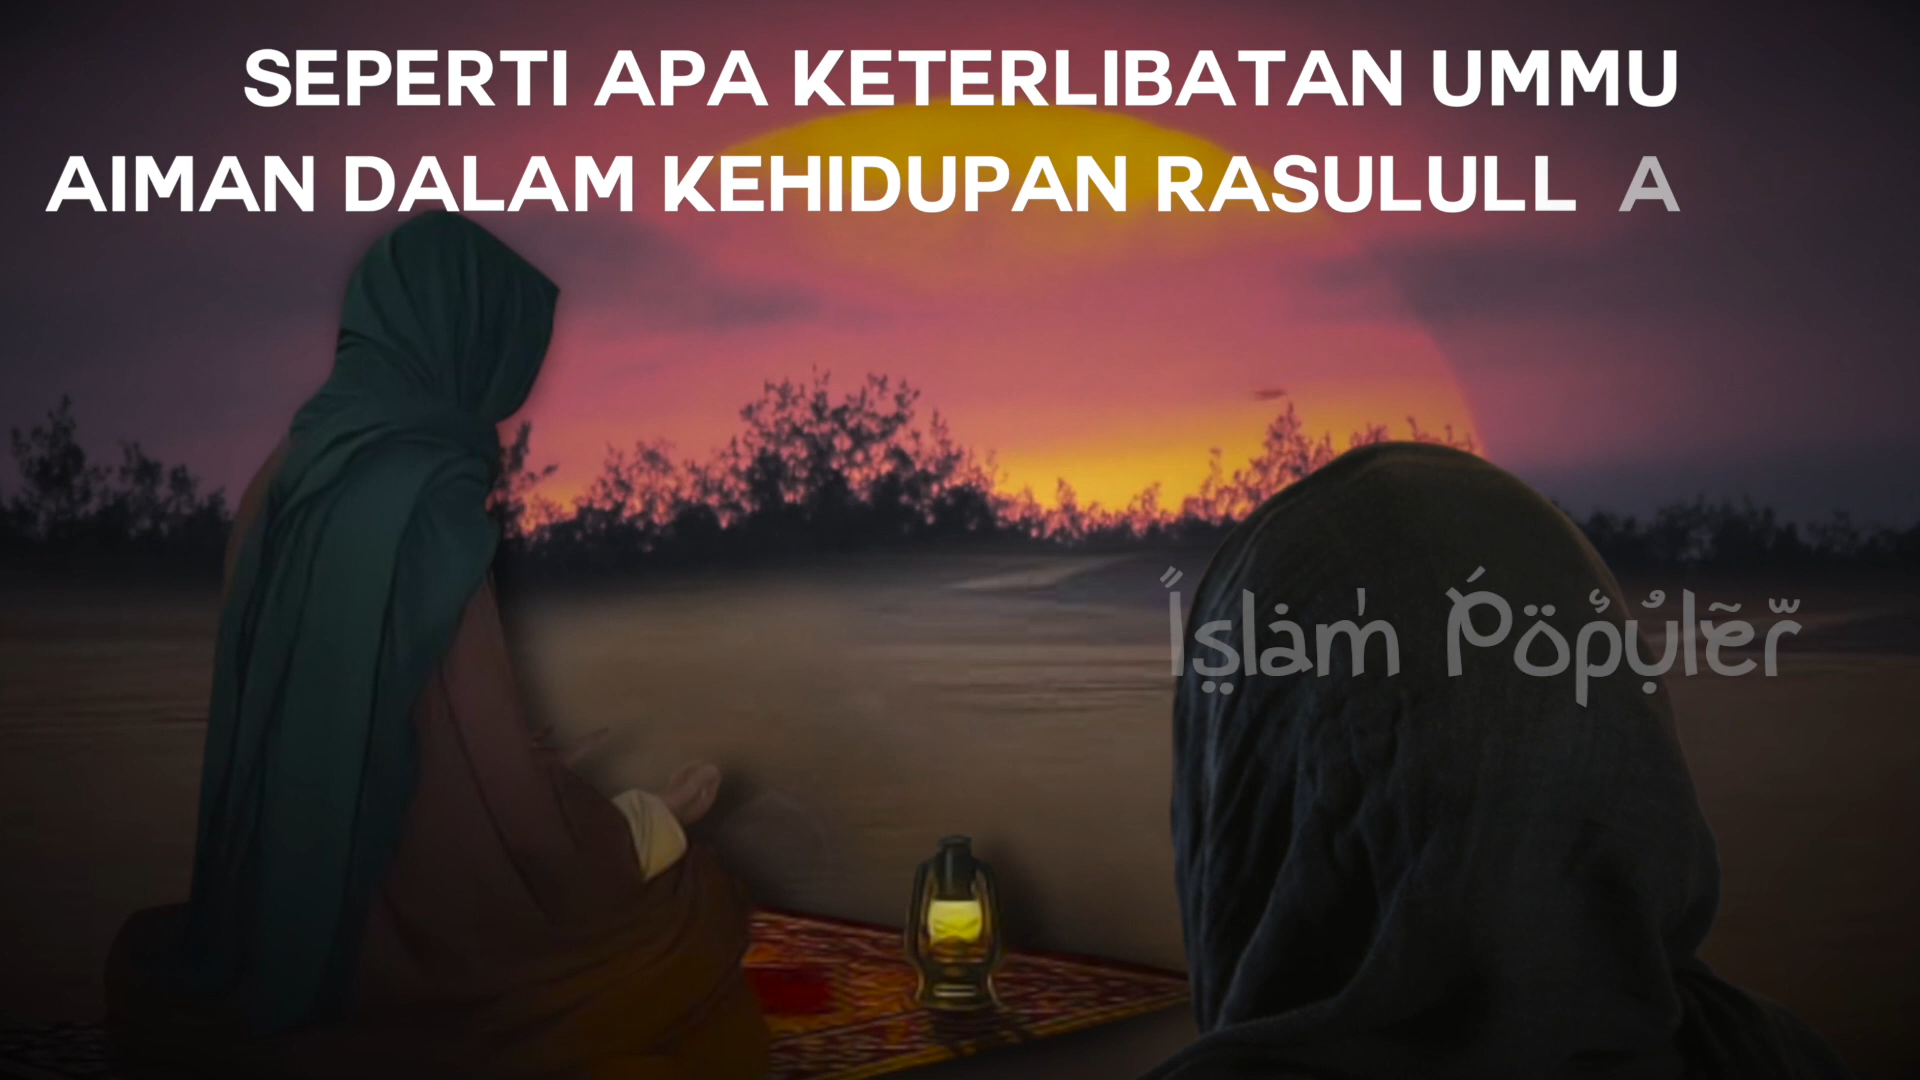 SEPERTI APA KETERLIBATAN UMMU
AIMAN DALAM KEHIDUPAN RASULULL A
Islam Populer